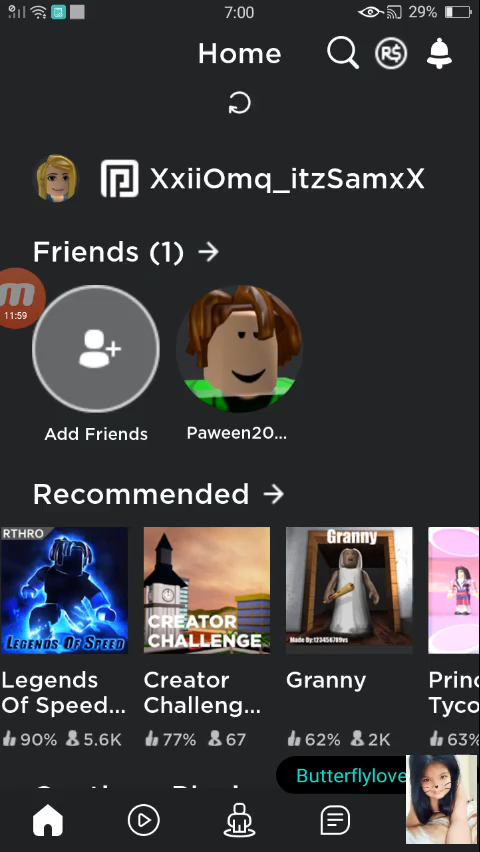 7:00
29%
Home
R$
XxiiOmq_itzSamxX
Friends (1)
11:59
Add Friends
Paween20...
Recommended
RTHRO
LEGENDS OF SPEED
CREATOR
CHALLENGE
Granny
Made By:123456789vs
Legends
Of Speed...
Creator
Challeng...
Granny
Princ
Tyco
90%
5.6K
77%
67
62%
2K
63%
Butterflylove